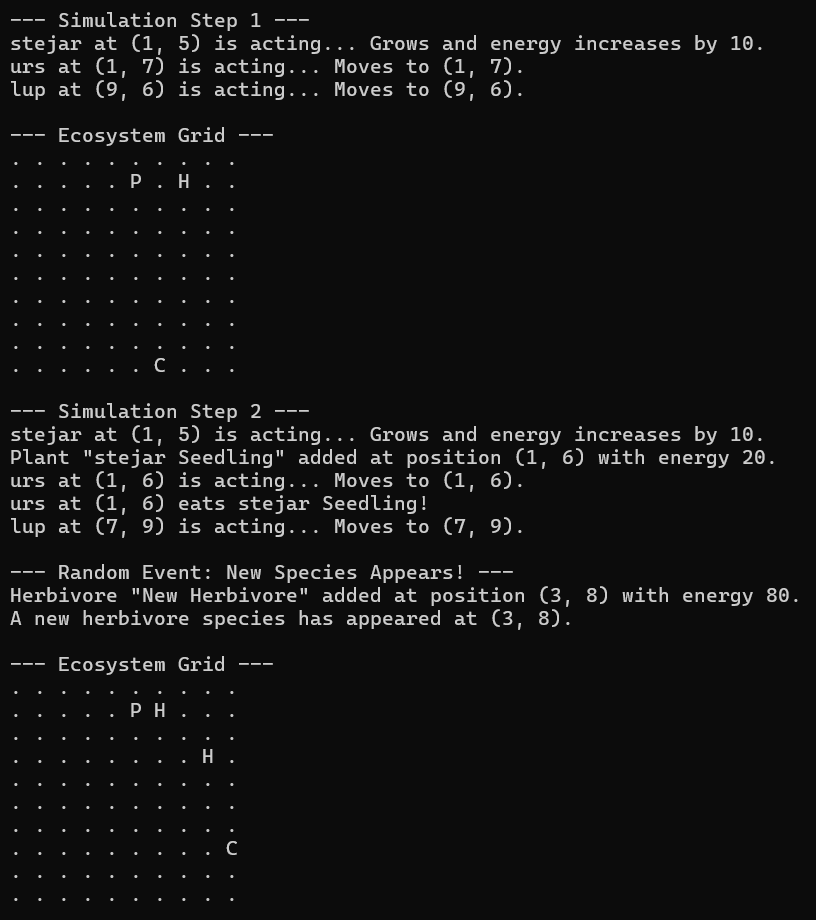 --- Simulation Step 1 ---
stejar at (1, 5) is acting... Grows and energy increases by 10.
urs at (1, 7) is acting... Moves to (1, 7).
lup at (9, 6) is acting... Moves to (9, 6).
--- Ecosystem Grid ---
. . . . . . . . . .
. . . . . P . H . .
. . . . . . . . . .
. . . . . . . . . .
. . . . . . . . . .
. . . . . . . . . .
. . . . . . . . . .
. . . . . . . . . .
. . . . . . . . . .
. . . . . . C . . .
--- Simulation Step 2 ---
stejar at (1, 5) is acting... Grows and energy increases by 10.
Plant "stejar Seedling" added at position (1, 6) with energy 20.
urs at (1, 6) is acting... Moves to (1, 6).
urs at (1, 6) eats stejar Seedling!
lup at (7, 9) is acting... Moves to (7, 9).
--- Random Event: New Species Appears! ---
Herbivore "New Herbivore" added at position (3, 8) with energy 80.
A new herbivore species has appeared at (3, 8).
--- Ecosystem Grid ---
. . . . . . . . . .
. . . . . P H . . .
. . . . . . . . . .
. . . . . . . . H .
. . . . . . . . . .
. . . . . . . . . .
. . . . . . . . . .
. . . . . . . . . C
. . . . . . . . . .
. . . . . . . . . .